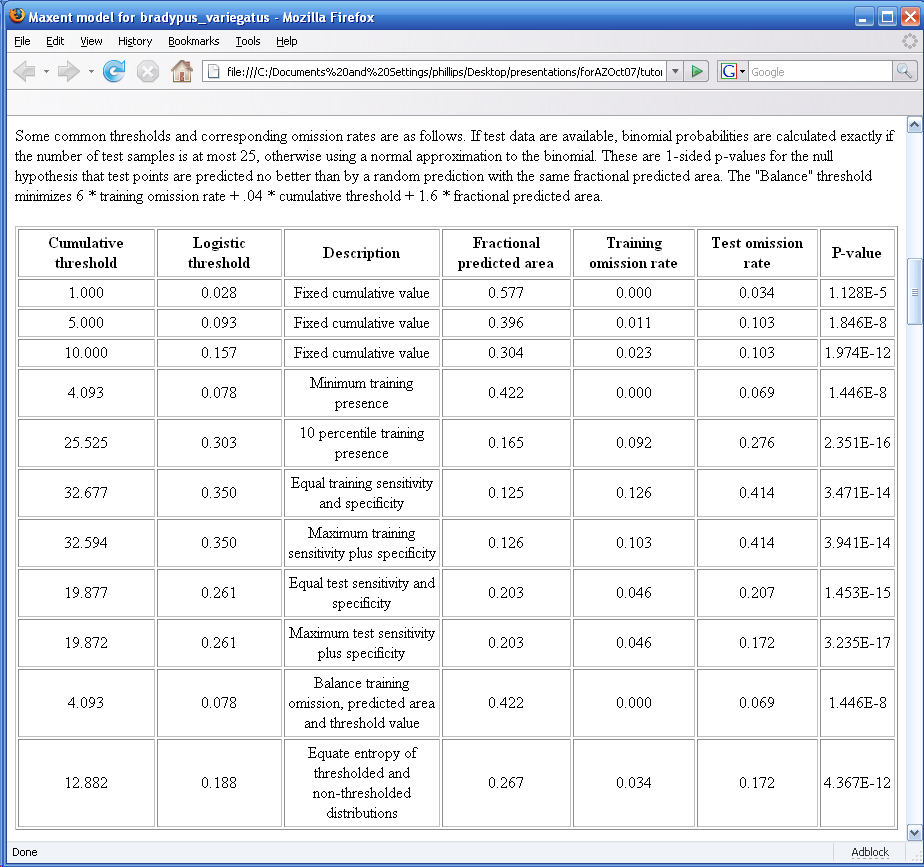 Maxent model for bradypus_variegatus - Mozilla Firefox
File Edit View History Bookmarks Tools Help
file:///C:/Documents%20and%20Settings/phillips/Desktop/presentations/forAZOct07/tutor
G Google
Some common thresholds and corresponding omission rates are as follows. If test data are available, binomial probabilities are calculated exactly if
the number of test samples is at most 25, otherwise using a normal approximation to the binomial. These are 1-sided p-values for the null
hypothesis that test points are predicted no better than by a random prediction with the same fractional predicted area. The "Balance" threshold
minimizes 6 * training omission rate + .04 * cumulative threshold + 1.6 * fractional predicted area.
Cumulative threshold Logistic threshold Description Fractional predicted area Training omission rate Test omission rate P-value
1.000 0.028 Fixed cumulative value 0.577 0.000 0.034 1.128E-5
5.000 0.093 Fixed cumulative value 0.396 0.011 0.103 1.846E-8
10.000 0.157 Fixed cumulative value 0.304 0.023 0.103 1.974E-12
4.093 0.078 Minimum training presence 0.422 0.000 0.069 1.446E-8
25.525 0.303 10 percentile training presence 0.165 0.092 0.276 2.351E-16
32.677 0.350 Equal training sensitivity and specificity 0.125 0.126 0.414 3.471E-14
32.594 0.350 Maximum training sensitivity plus specificity 0.126 0.103 0.414 3.941E-14
19.877 0.261 Equal test sensitivity and specificity 0.203 0.046 0.207 1.453E-15
19.872 0.261 Maximum test sensitivity plus specificity 0.203 0.046 0.172 3.235E-17
4.093 0.078 Balance training omission, predicted area and threshold value 0.422 0.000 0.069 1.446E-8
12.882 0.188 Equate entropy of thresholded and non-thresholded distributions 0.267 0.034 0.172 4.367E-12
Done Adblock